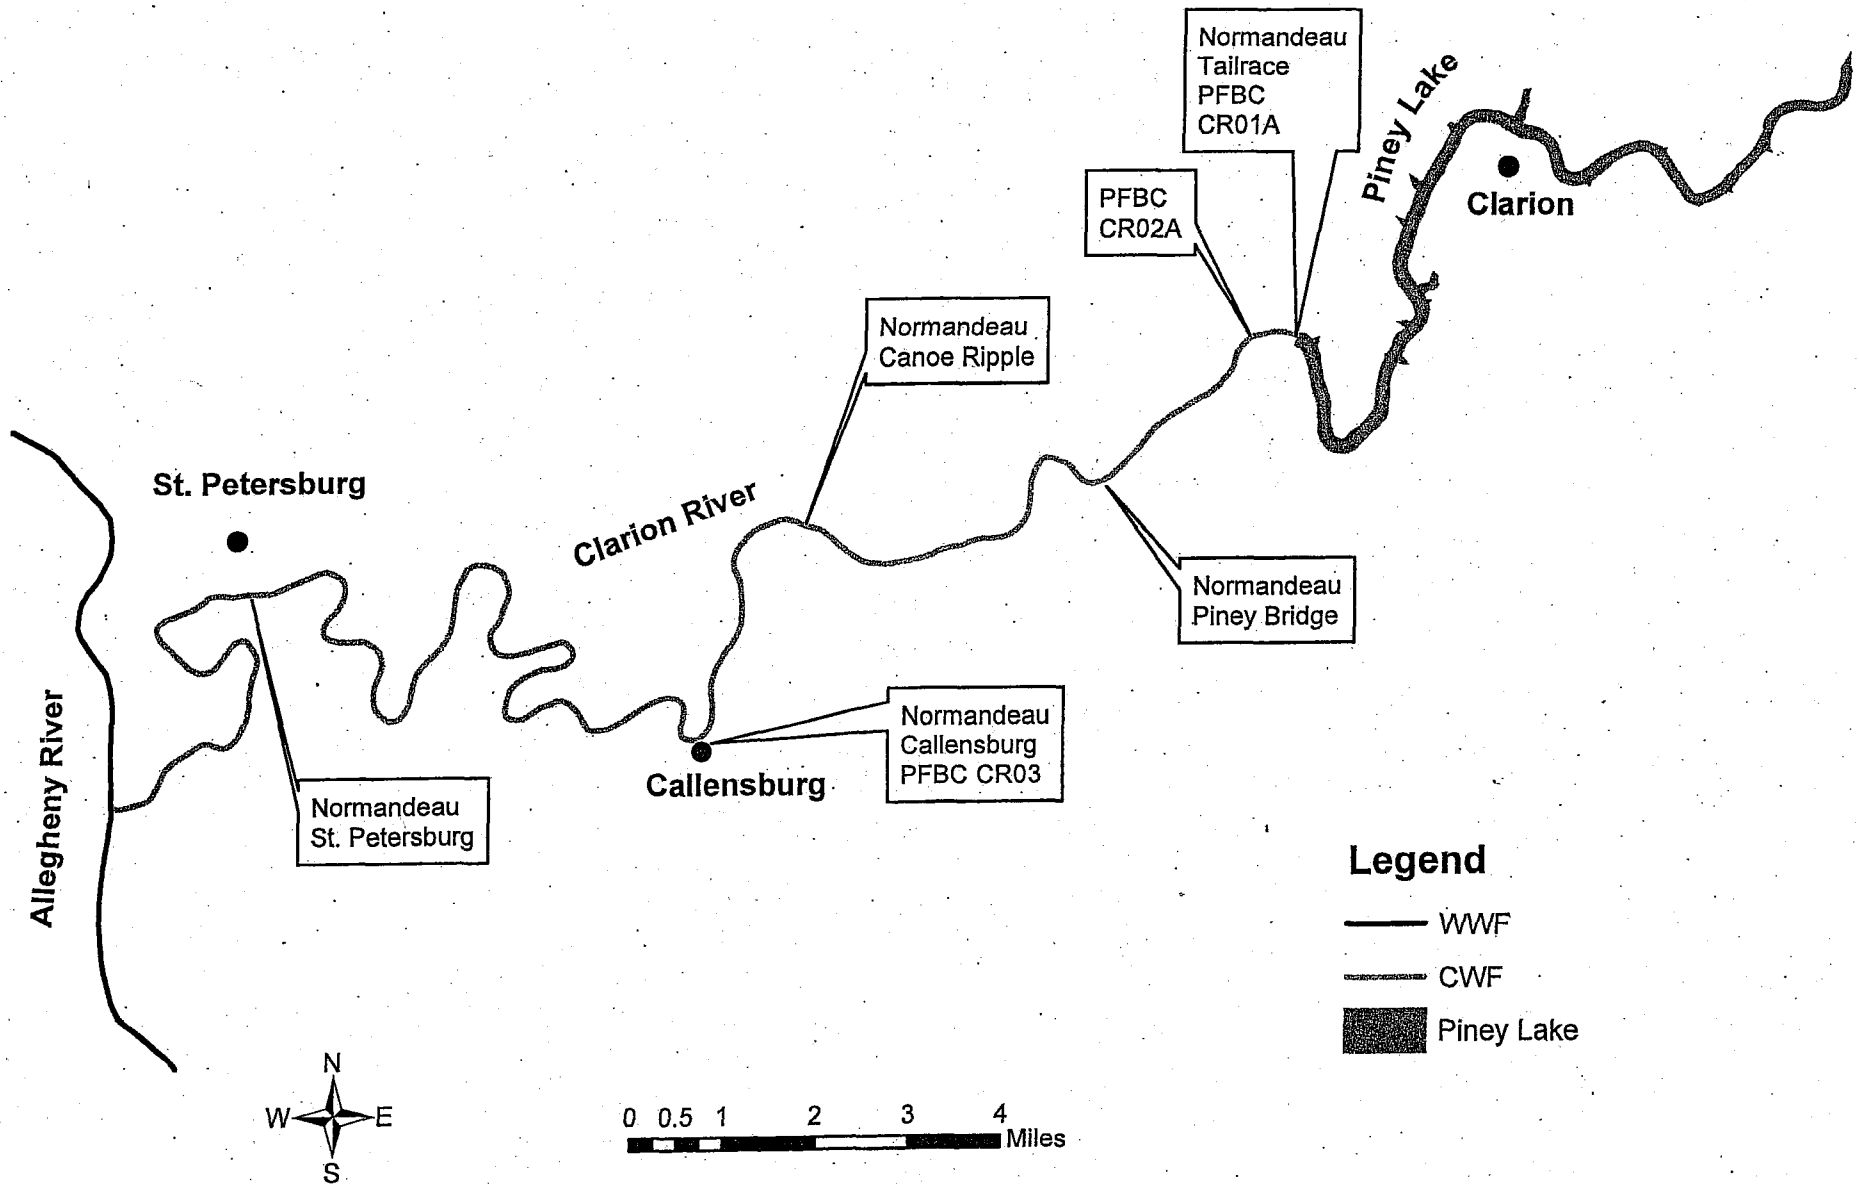 Normandeau
Tailrace
PFBC
CR01A
Piney Lake
Clarion
PFBC
CR02A
Normandeau
Canoe Ripple
St. Petersburg
Clarion River
Normandeau
Piney Bridge
Normandeau
Callensburg
PFBC CR03
Callensburg
Normandeau
St. Petersburg
Allegheny River
Legend
WWF
CWF
Piney Lake
N
W E
S
0 0.5 1 2 3 4
Miles